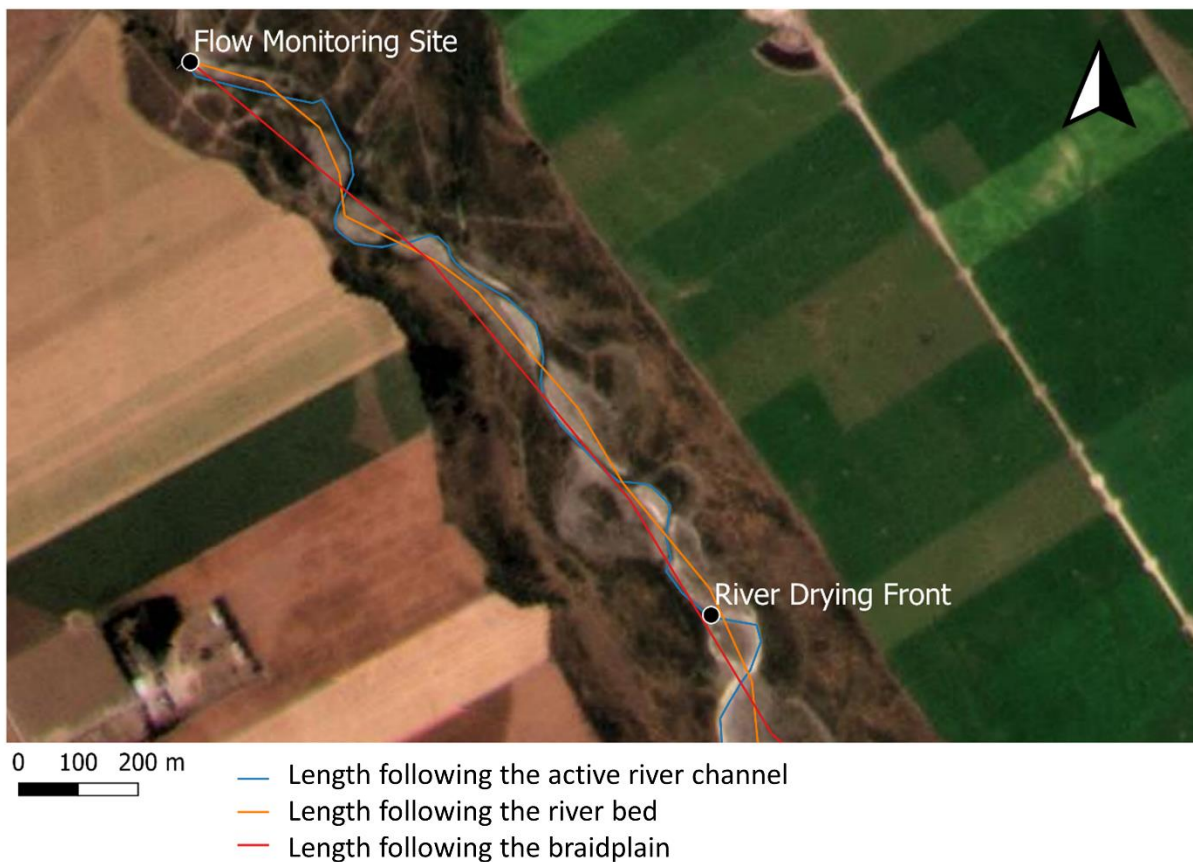 Flow Monitoring Site
River Drying Front
0 100 200 m
Length following the active river channel
Length following the river bed
Length following the braidplain